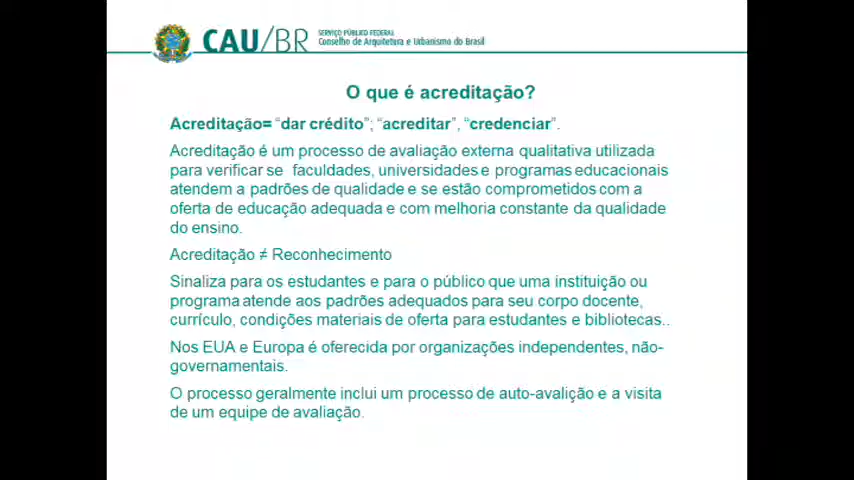 CAU/BR
SERVIÇO PÚBLICO FEDERAL
Conselho de Arquitetura e Urbanismo do Brasil
O que é acreditação?
Acreditação= “dar crédito”; “acreditar”, “credenciar”.
Acreditação é um processo de avaliação externa qualitativa utilizada
para verificar se faculdades, universidades e programas educacionais
atendem a padrões de qualidade e se estão comprometidos com a
oferta de educação adequada e com melhoria constante da qualidade
do ensino.
Acreditação ≠ Reconhecimento
Sinaliza para os estudantes e para o público que uma instituição ou
programa atende aos padrões adequados para seu corpo docente,
currículo, condições materiais de oferta para estudantes e bibliotecas..
Nos EUA e Europa é oferecida por organizações independentes, não-
governamentais.
O processo geralmente inclui um processo de auto-avalição e a visita
de um equipe de avaliação.